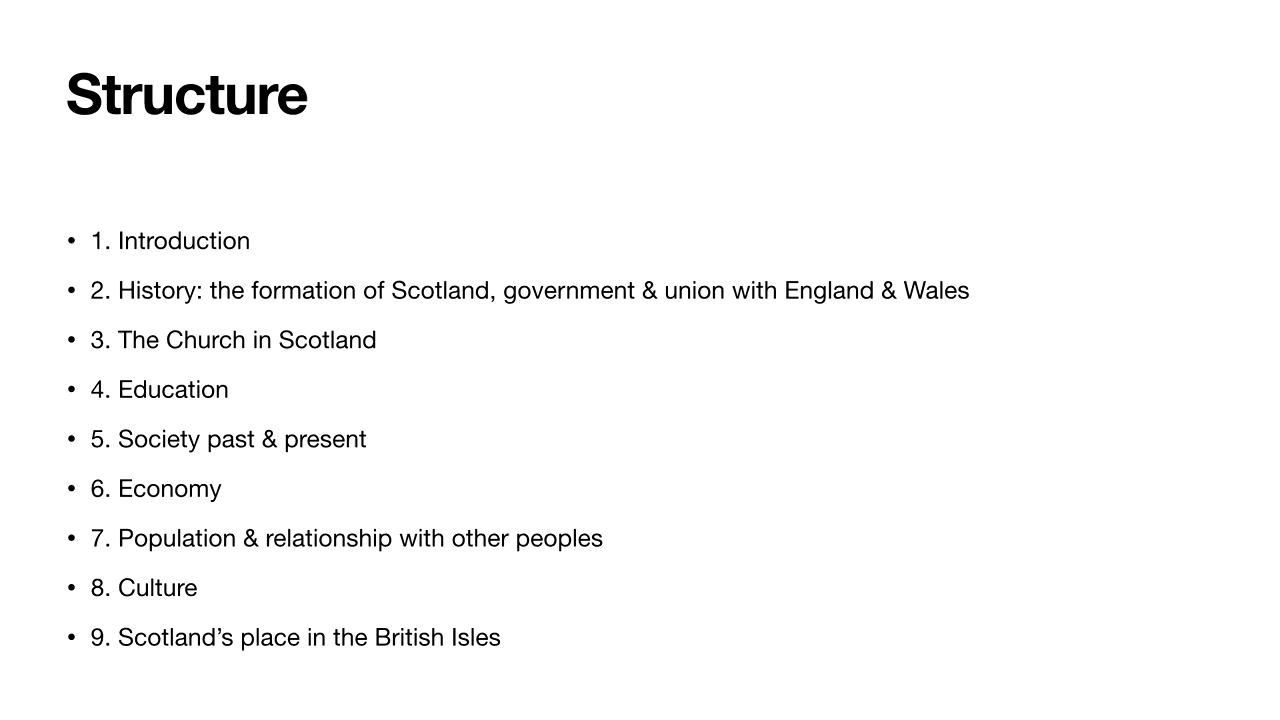 Structure
• 1. Introduction
• 2. History: the formation of Scotland, government & union with England & Wales
• 3. The Church in Scotland
• 4. Education
• 5. Society past & present
• 6. Economy
• 7. Population & relationship with other peoples
• 8. Culture
• 9. Scotland’s place in the British Isles